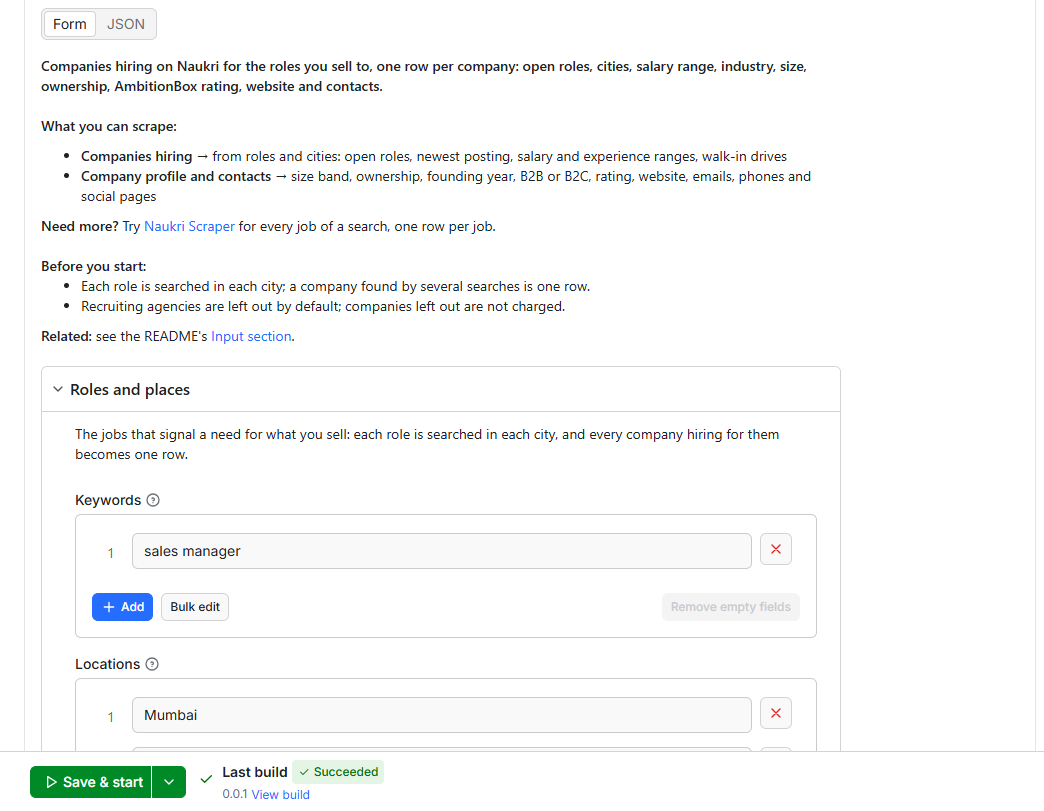 Form JSON
Companies hiring on Naukri for the roles you sell to, one row per company: open roles, cities, salary range, industry, size,
ownership, AmbitionBox rating, website and contacts.
What you can scrape:
Companies hiring → from roles and cities: open roles, newest posting, salary and experience ranges, walk-in drives
Company profile and contacts → size band, ownership, founding year, B2B or B2C, rating, website, emails, phones and
social pages
Need more? Try Naukri Scraper for every job of a search, one row per job.
Before you start:
Each role is searched in each city; a company found by several searches is one row.
Recruiting agencies are left out by default; companies left out are not charged.
Related: see the README's Input section.
Roles and places
The jobs that signal a need for what you sell: each role is searched in each city, and every company hiring for them
becomes one row.
Keywords
1 sales manager
Add Bulk edit Remove empty fields
Locations
1 Mumbai
Save & start Last build Succeeded
0.0.1 View build